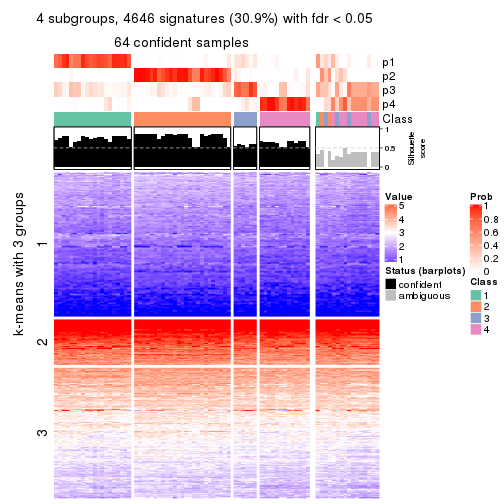 4 subgroups, 4646 signatures (30.9%) with fdr < 0.05
64 confident samples
p1
p2
p3
p4
Class
1
0.5
0
Silhouette
score
k-means with 3 groups
1
2
3
Value
5
4
3
2
1
Status (barplots)
confident
ambiguous
Prob
1
0.8
0.6
0.4
0.2
0
Class
1
2
3
4